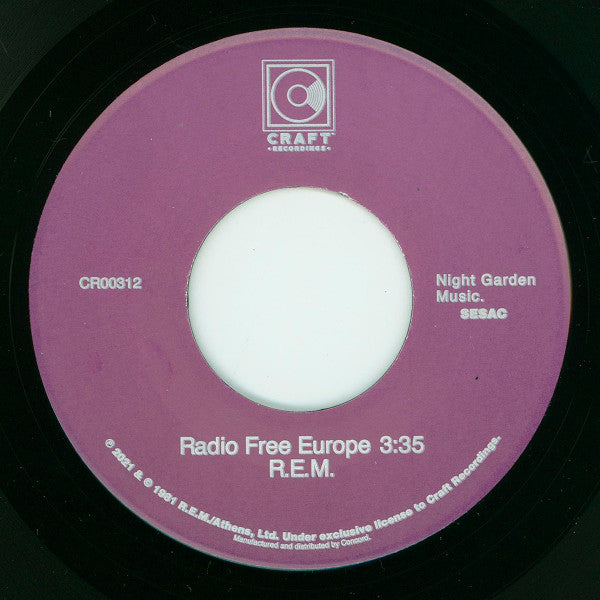 CRAFT
• RECORDINGS •
CR00312
Night Garden
Music.
SESAC
Radio Free Europe 3:35
R.E.M.
© 2021 & ℗ 1981 R.E.M./Athens, Ltd. Under exclusive license to Craft Recordings.
Manufactured and distributed by Concord.